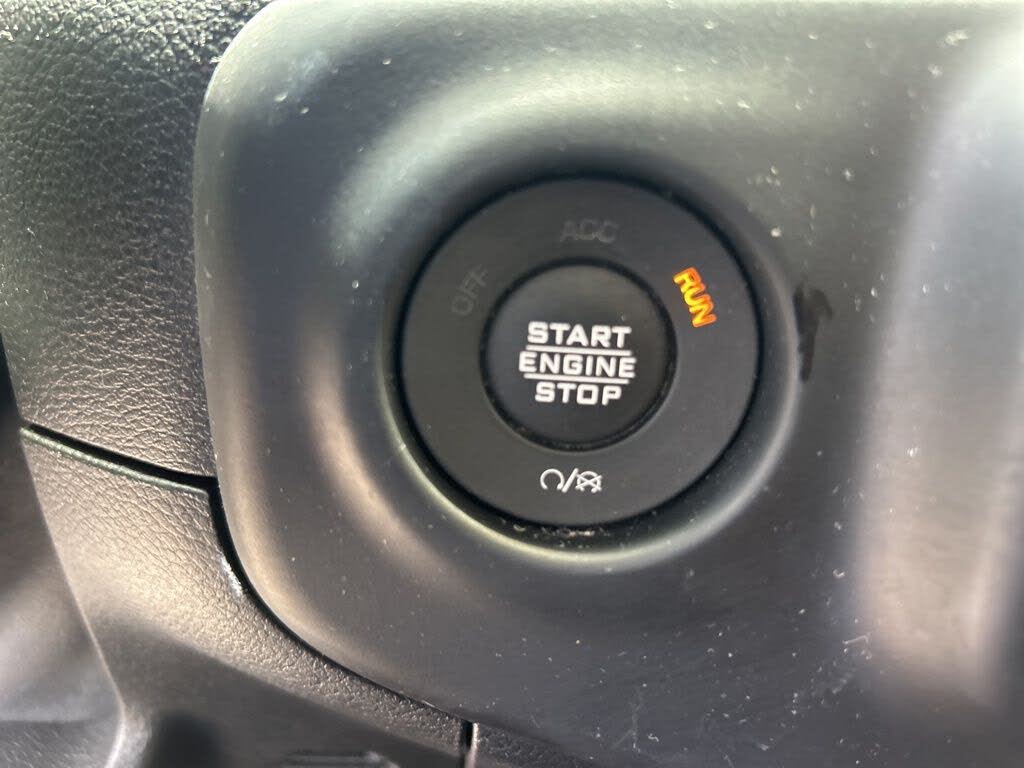 ACC
OFF
RUN
START
ENGINE
STOP